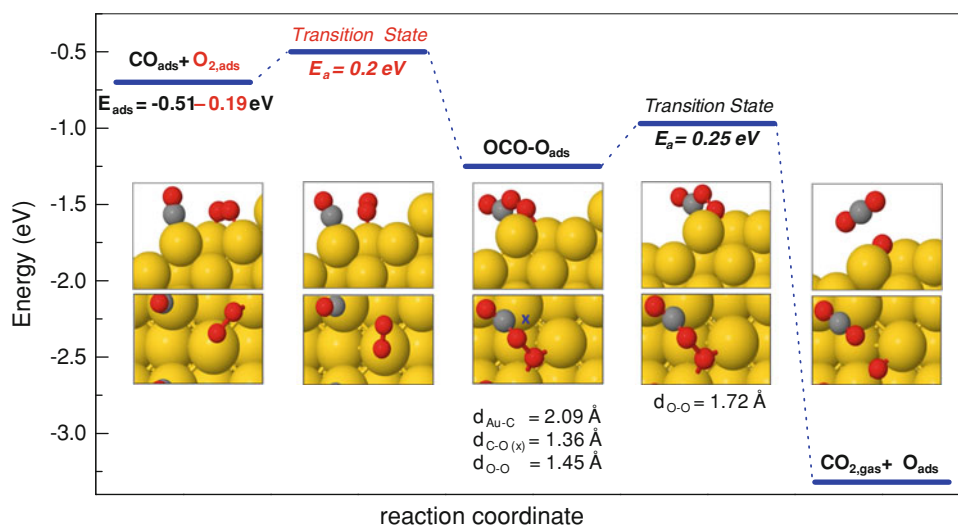 Transition State
-0.5
CO_ads + O_2,ads
E_a = 0.2 eV
E_ads = -0.51 – 0.19 eV
Transition State
-1.0
E_a = 0.25 eV
OCO-O_ads
-1.5
Energy (eV)
-2.0
x
-2.5
d_Au-C = 2.09 Å
d_C-O (x) = 1.36 Å
d_O-O = 1.45 Å
d_O-O = 1.72 Å
-3.0
CO_2,gas + O_ads
reaction coordinate